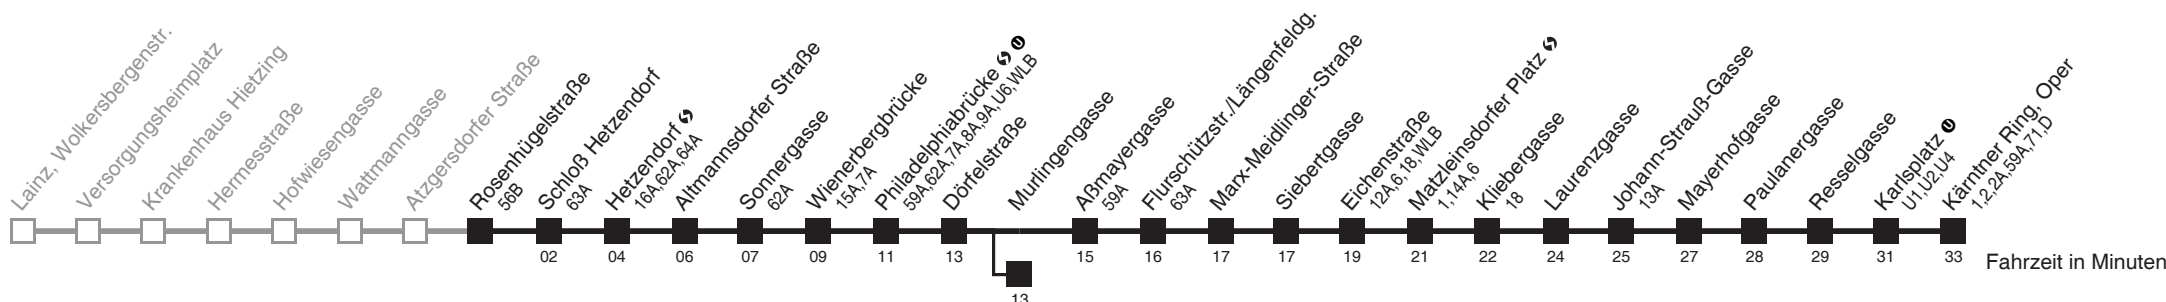 Lainz, Wolkersbergenstr.
Versorgungsheimplatz
Krankenhaus Hietzing
Hermesstraße
Hofwiesengasse
Wattmanngasse
Atzgersdorfer Straße
Rosenhügelstraße
56B
Schloß Hetzendorf
63A
02
Hetzendorf
16A,62A,64A
04
Altmannsdorfer Straße
06
Sonnergasse
62A
07
Wienerbergbrücke
15A,7A
09
Philadelphiabrücke U
59A,62A,7A,8A,9A,U6,WLB
11
Dörfelstraße
13
Murlingengasse
13
Aßmayergasse
59A
15
Flurschützstr./Längenfeldg.
63A
16
Marx-Meidlinger-Straße
17
Siebertgasse
17
Eichenstraße
12A,6,18,WLB
19
Matzleinsdorfer Platz
1,14A,6
21
Kliebergasse
18
22
Laurenzgasse
24
Johann-Strauß-Gasse
13A
25
Mayerhofgasse
27
Paulanergasse
28
Resselgasse
29
Karlsplatz U
U1,U2,U4
31
Kärntner Ring, Oper
1,2,2A,59A,71,D
33
Fahrzeit in Minuten